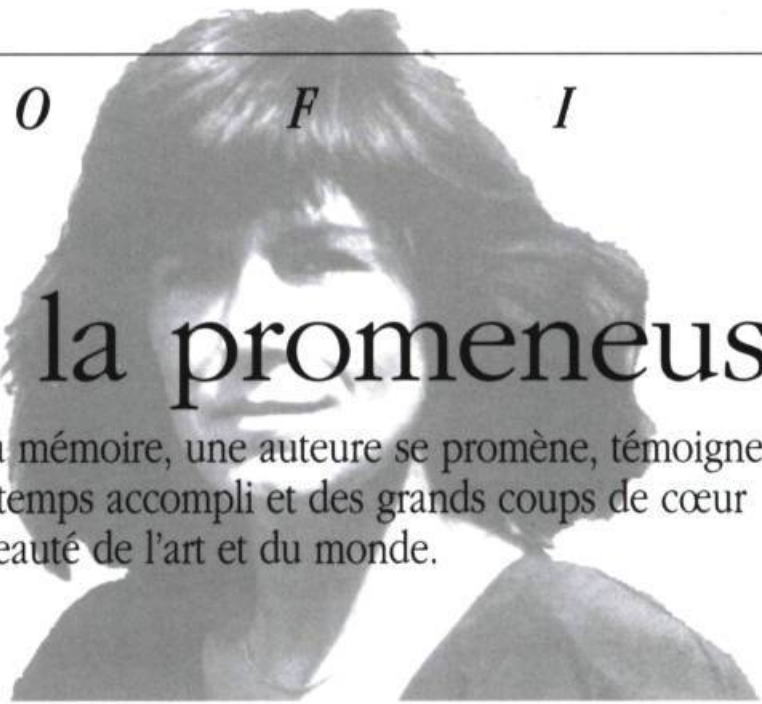 O F I
la promeneus
a mémoire, une auteure se promène, témoigne
temps accompli et des grands coups de cœur
eauté de l'art et du monde.